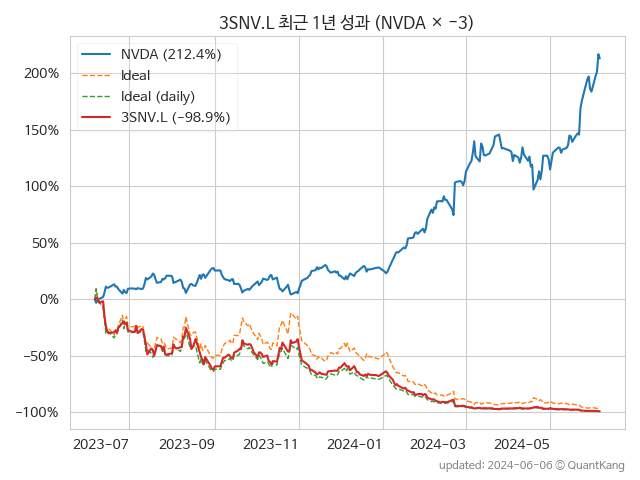 3SNV.L 최근 1년 성과 (NVDA × −3)
NVDA (212.4%)
Ideal
Ideal (daily)
3SNV.L (−98.9%)
200%
150%
100%
50%
0%
−50%
−100%
2023-07 2023-09 2023-11 2024-01 2024-03 2024-05
updated: 2024-06-06 © QuantKang